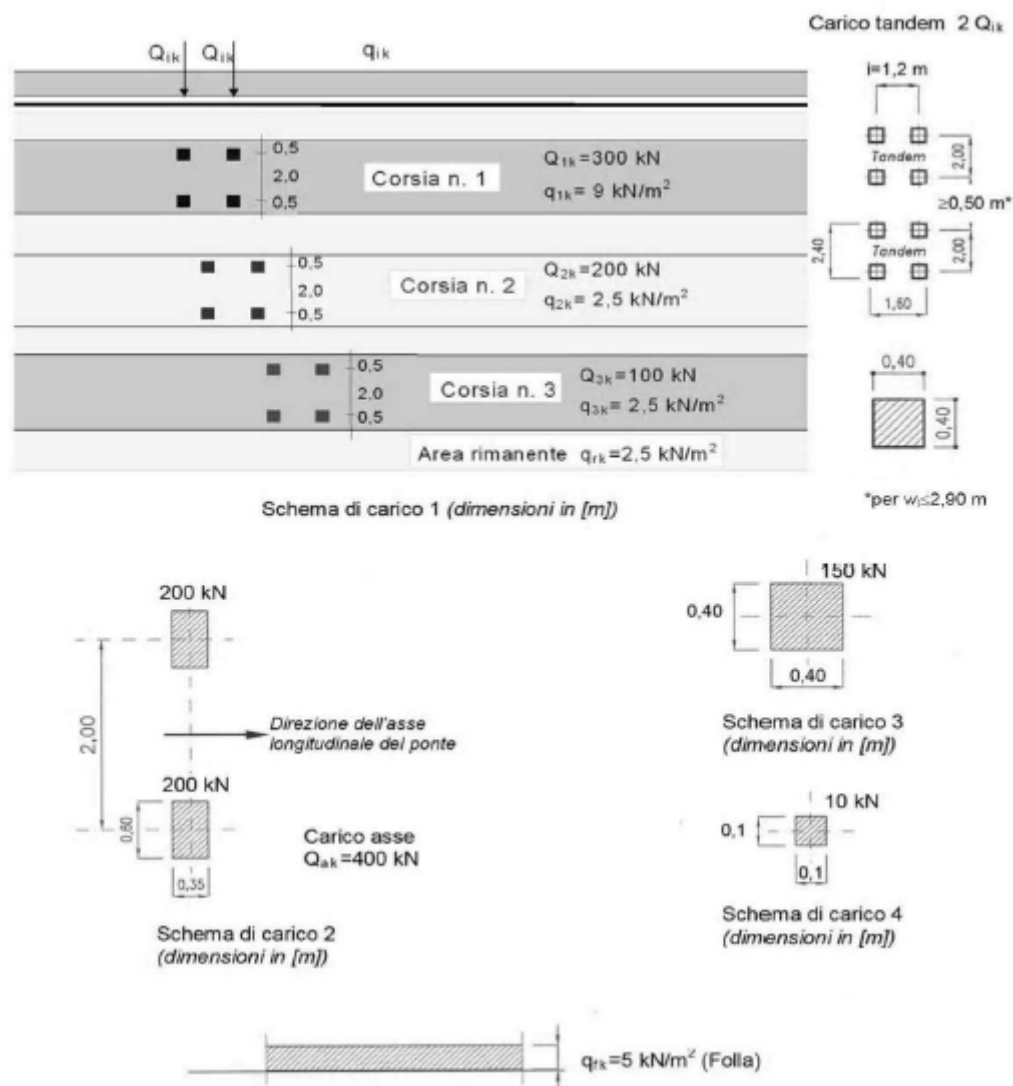 Carico tandem 2 Qik
Qik Qik qik
i=1,2 m
0,5
2,0
0,5
Corsia n. 1
Q1k=300 kN
q1k= 9 kN/m²
Tandem
2,00
≥0,50 m*
0,5
2,0
0,5
Corsia n. 2
Q2k=200 kN
q2k= 2,5 kN/m²
2,40
Tandem
2,00
1,60
0,5
2,0
0,5
Corsia n. 3
Q3k=100 kN
q3k= 2,5 kN/m²
0,40
0,40
Area rimanente qrk=2,5 kN/m²
*per wl≤2,90 m
Schema di carico 1 (dimensioni in [m])
200 kN
2,00
Direzione dell'asse
longitudinale del ponte
200 kN
0,60
0,35
Carico asse
Qak=400 kN
Schema di carico 2
(dimensioni in [m])
150 kN
0,40
0,40
Schema di carico 3
(dimensioni in [m])
10 kN
0,1
0,1
Schema di carico 4
(dimensioni in [m])
qfk=5 kN/m² (Folla)